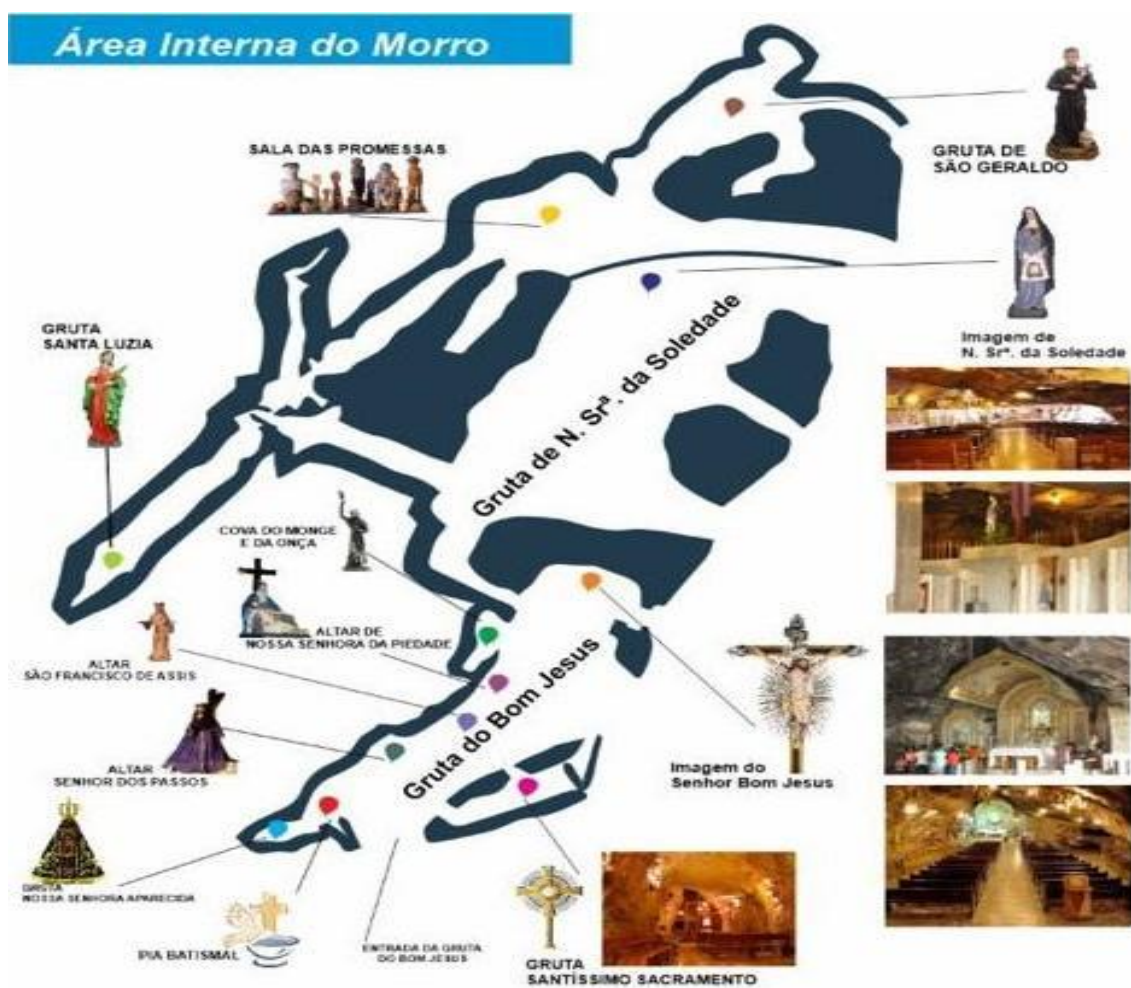 Área Interna do Morro
SALA DAS PROMESSAS
GRUTA DE
SÃO GERALDO
GRUTA
SANTA LUZIA
Imagem de
N. Srª. da Soledade
Gruta de N. Srª. da Soledade
COVA DO MONGE
E DA ONÇA
ALTAR DE
NOSSA SENHORA DA PIEDADE
ALTAR
SÃO FRANCISCO DE ASSIS
Gruta do Bom Jesus
ALTAR
SENHOR DOS PASSOS
Imagem do
Senhor Bom Jesus
GRUTA
NOSSA SENHORA APARECIDA
PIA BATISMAL
ENTRADA DA GRUTA
DO BOM JESUS
GRUTA
SANTÍSSIMO SACRAMENTO